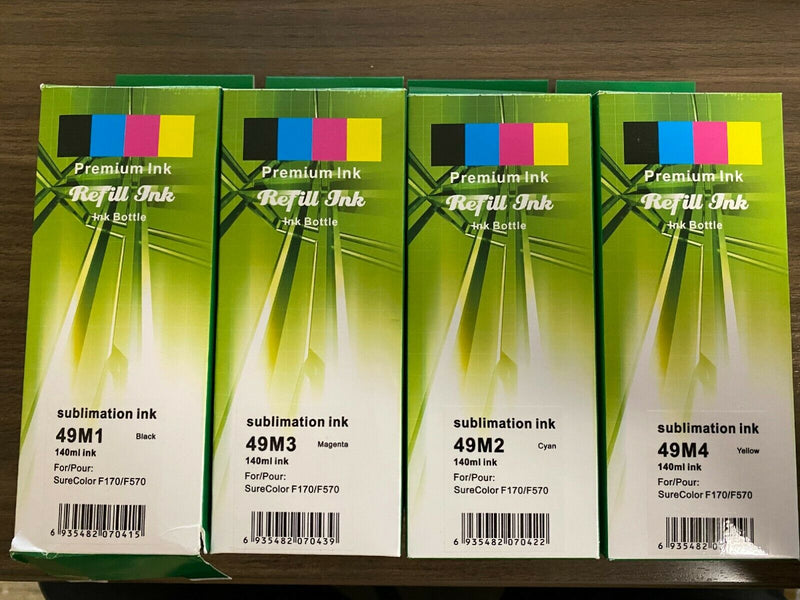 Premium Ink
Refill Ink
Ink Bottle
sublimation ink
49M1 Black
140ml ink
For/Pour:
SureColor F170/F570
6 935482 070415
Premium Ink
Refill Ink
Ink Bottle
sublimation ink
49M3 Magenta
140ml ink
For/Pour:
SureColor F170/F570
6 935482 070439
Premium Ink
Refill Ink
Ink Bottle
sublimation ink
49M2 Cyan
140ml ink
For/Pour:
SureColor F170/F570
6 935482 070422
Premium Ink
Refill Ink
Ink Bottle
sublimation ink
49M4 Yellow
140ml ink
For/Pour:
SureColor F170/F570
6 935482